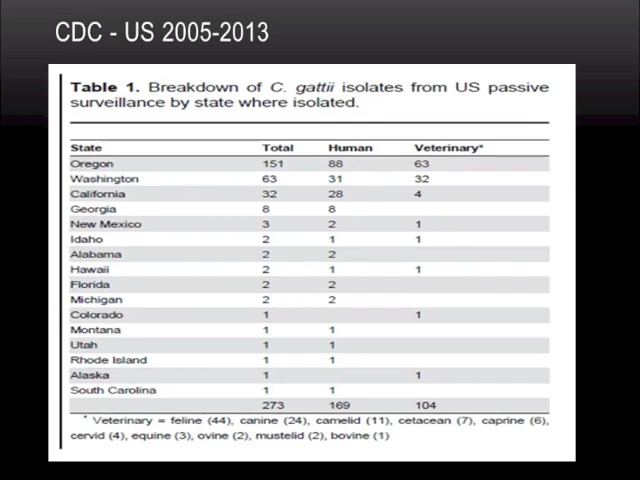 CDC - US 2005-2013
Table 1. Breakdown of C. gattii isolates from US passive
surveillance by state where isolated.
State Total Human Veterinary*
Oregon 151 88 63
Washington 63 31 32
California 32 28 4
Georgia 8 8
New Mexico 3 2 1
Idaho 2 1 1
Alabama 2 2
Hawaii 2 1 1
Florida 2 2
Michigan 2 2
Colorado 1 1
Montana 1 1
Utah 1 1
Rhode Island 1 1
Alaska 1 1
South Carolina 1 1
273 169 104
* Veterinary = feline (44), canine (24), camelid (11), cetacean (7), caprine (6),
cervid (4), equine (3), ovine (2), mustelid (2), bovine (1)